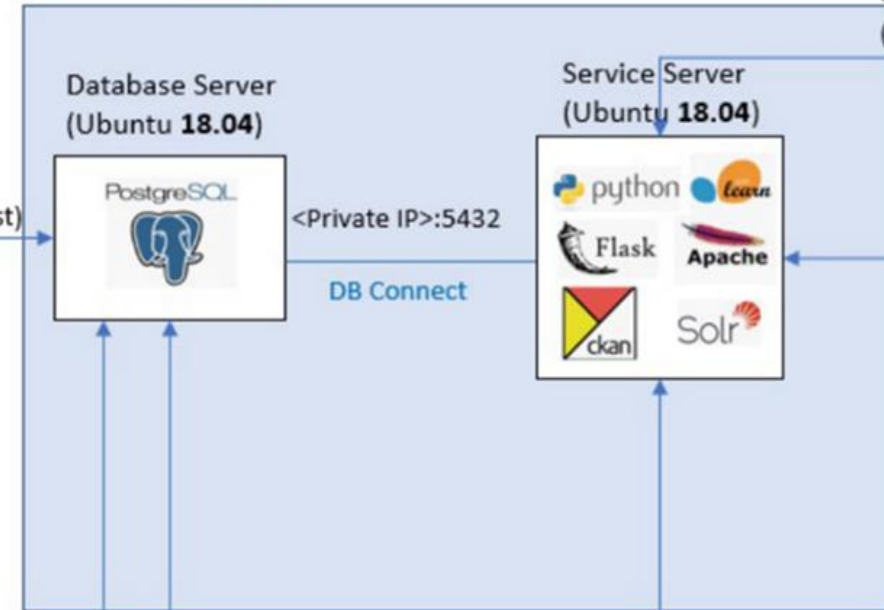 Database Server
(Ubuntu 18.04)
Service Server
(Ubuntu 18.04)
PostgreSQL
st)
<Private IP>:5432
DB Connect
python
learn
Flask
Apache
ckan
Solr
(